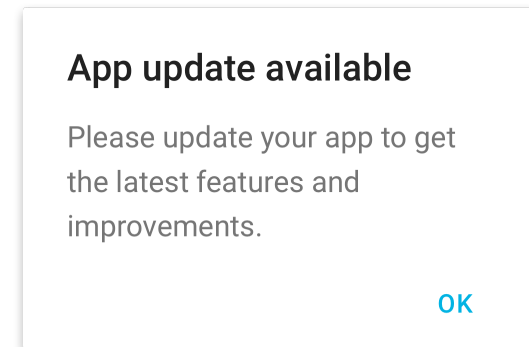 App update available
Please update your app to get
the latest features and
improvements.
OK